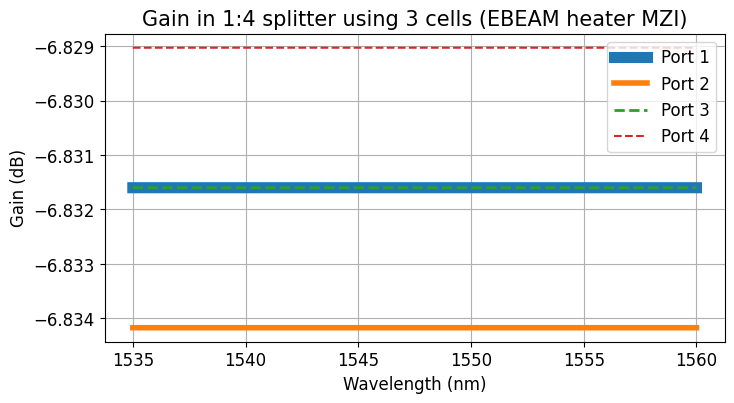 Gain in 1:4 splitter using 3 cells (EBEAM heater MZI)
Gain (dB)
−6.829
−6.830
−6.831
−6.832
−6.833
−6.834
Port 1
Port 2
Port 3
Port 4
1535 1540 1545 1550 1555 1560
Wavelength (nm)